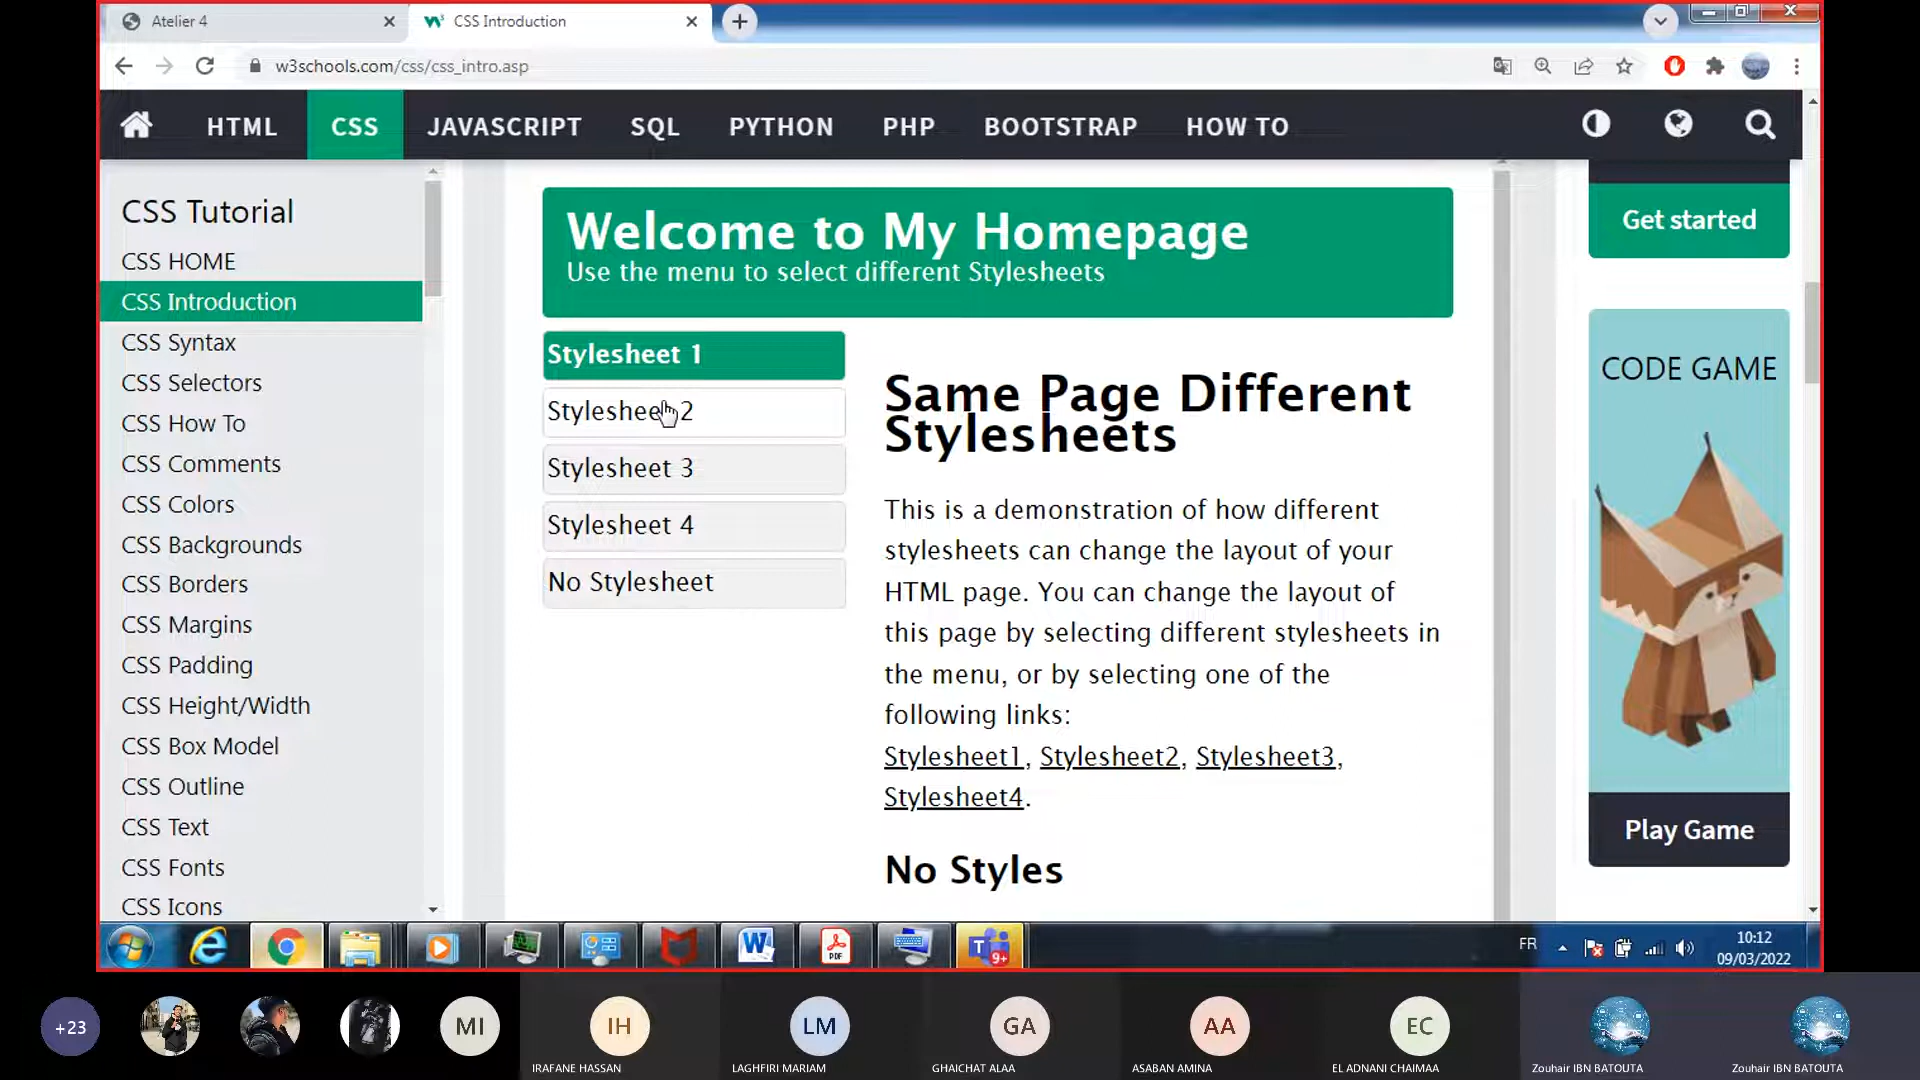 Atelier 4
CSS Introduction
w3schools.com/css/css_intro.asp
HTML
CSS
JAVASCRIPT
SQL
PYTHON
PHP
BOOTSTRAP
HOW TO
CSS Tutorial
CSS HOME
CSS Introduction
CSS Syntax
CSS Selectors
CSS How To
CSS Comments
CSS Colors
CSS Backgrounds
CSS Borders
CSS Margins
CSS Padding
CSS Height/Width
CSS Box Model
CSS Outline
CSS Text
CSS Fonts
CSS Icons
Welcome to My Homepage
Use the menu to select different Stylesheets
Stylesheet 1
Stylesheet 2
Stylesheet 3
Stylesheet 4
No Stylesheet
Same Page Different
Stylesheets
This is a demonstration of how different
stylesheets can change the layout of your
HTML page. You can change the layout of
this page by selecting different stylesheets in
the menu, or by selecting one of the
following links:
Stylesheet1, Stylesheet2, Stylesheet3,
Stylesheet4.
No Styles
Get started
CODE GAME
Play Game
PDF
9+
FR
10:12
09/03/2022
+23
MI
IH
LM
GA
AA
EC
IRAFANE HASSAN
LAGHFIRI MARIAM
GHAICHAT ALAA
ASABAN AMINA
EL ADNANI CHAIMAA
Zouhair IBN BATOUTA
Zouhair IBN BATOUTA